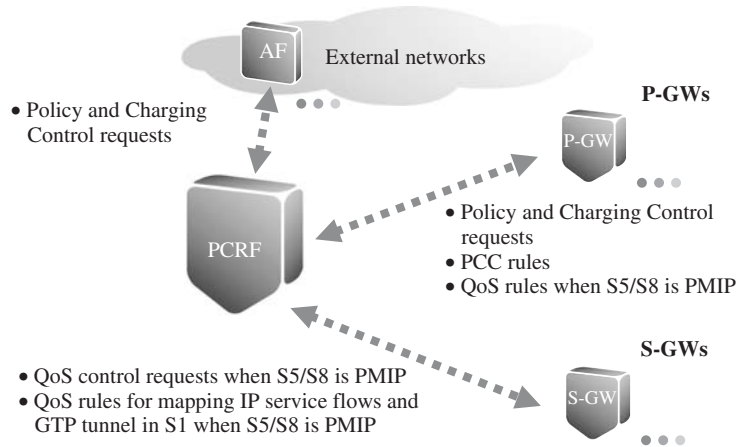 AF
External networks
• Policy and Charging
Control requests
P-GWs
P-GW
PCRF
• Policy and Charging Control
requests
• PCC rules
• QoS rules when S5/S8 is PMIP
S-GWs
S-GW
• QoS control requests when S5/S8 is PMIP
• QoS rules for mapping IP service flows and
GTP tunnel in S1 when S5/S8 is PMIP